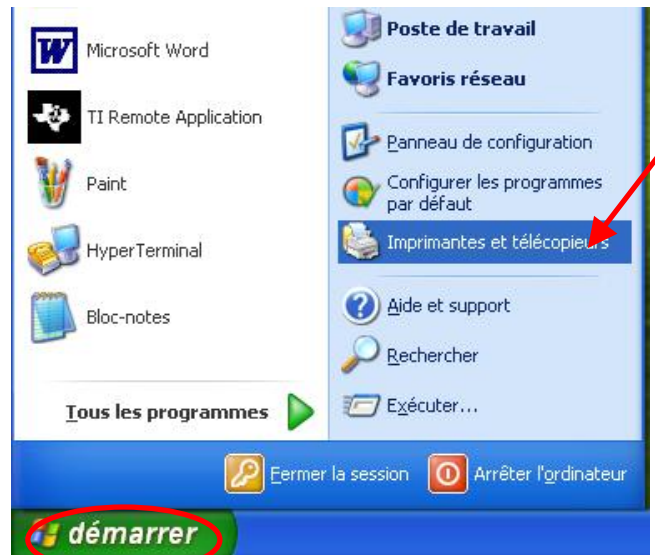 Microsoft Word
TI Remote Application
Paint
HyperTerminal
Bloc-notes
Tous les programmes
Poste de travail
Favoris réseau
Panneau de configuration
Configurer les programmes
par défaut
Imprimantes et télécopieurs
Aide et support
Rechercher
Exécuter...
Fermer la session
Arrêter l'ordinateur
démarrer